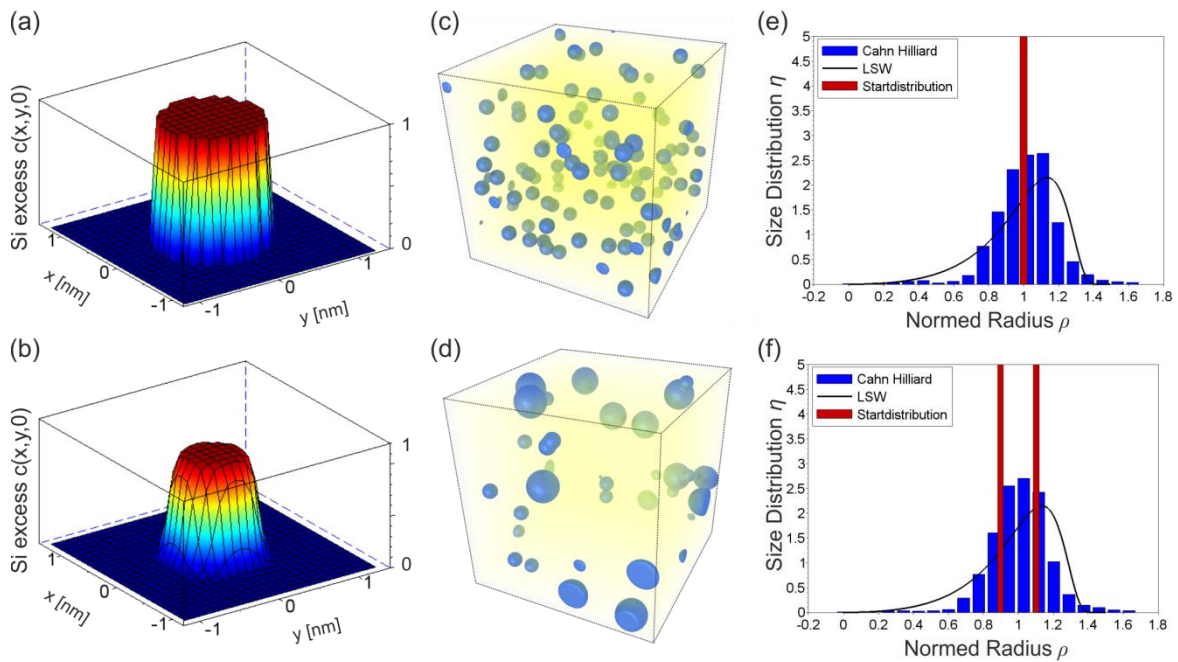 (a)
Si excess c(x,y,0)
1
0
1
0
-1
x [nm]
-1
0
1
y [nm]
(b)
Si excess c(x,y,0)
1
0
1
0
-1
x [nm]
-1
0
1
y [nm]
(c)
(d)
(e)
Size Distribution η
5
4.5
4
3.5
3
2.5
2
1.5
1
0.5
0
Cahn Hilliard
LSW
Startdistribution
-0.2 0 0.2 0.4 0.6 0.8 1 1.2 1.4 1.6 1.8
Normed Radius ρ
(f)
Size Distribution η
5
4.5
4
3.5
3
2.5
2
1.5
1
0.5
0
Cahn Hilliard
LSW
Startdistribution
-0.2 0 0.2 0.4 0.6 0.8 1 1.2 1.4 1.6 1.8
Normed Radius ρ